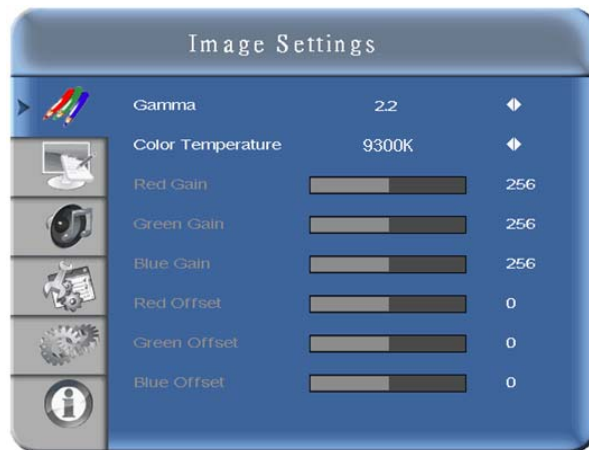 Image Settings
Gamma 2.2
Color Temperature 9300K
Red Gain 256
Green Gain 256
Blue Gain 256
Red Offset 0
Green Offset 0
Blue Offset 0